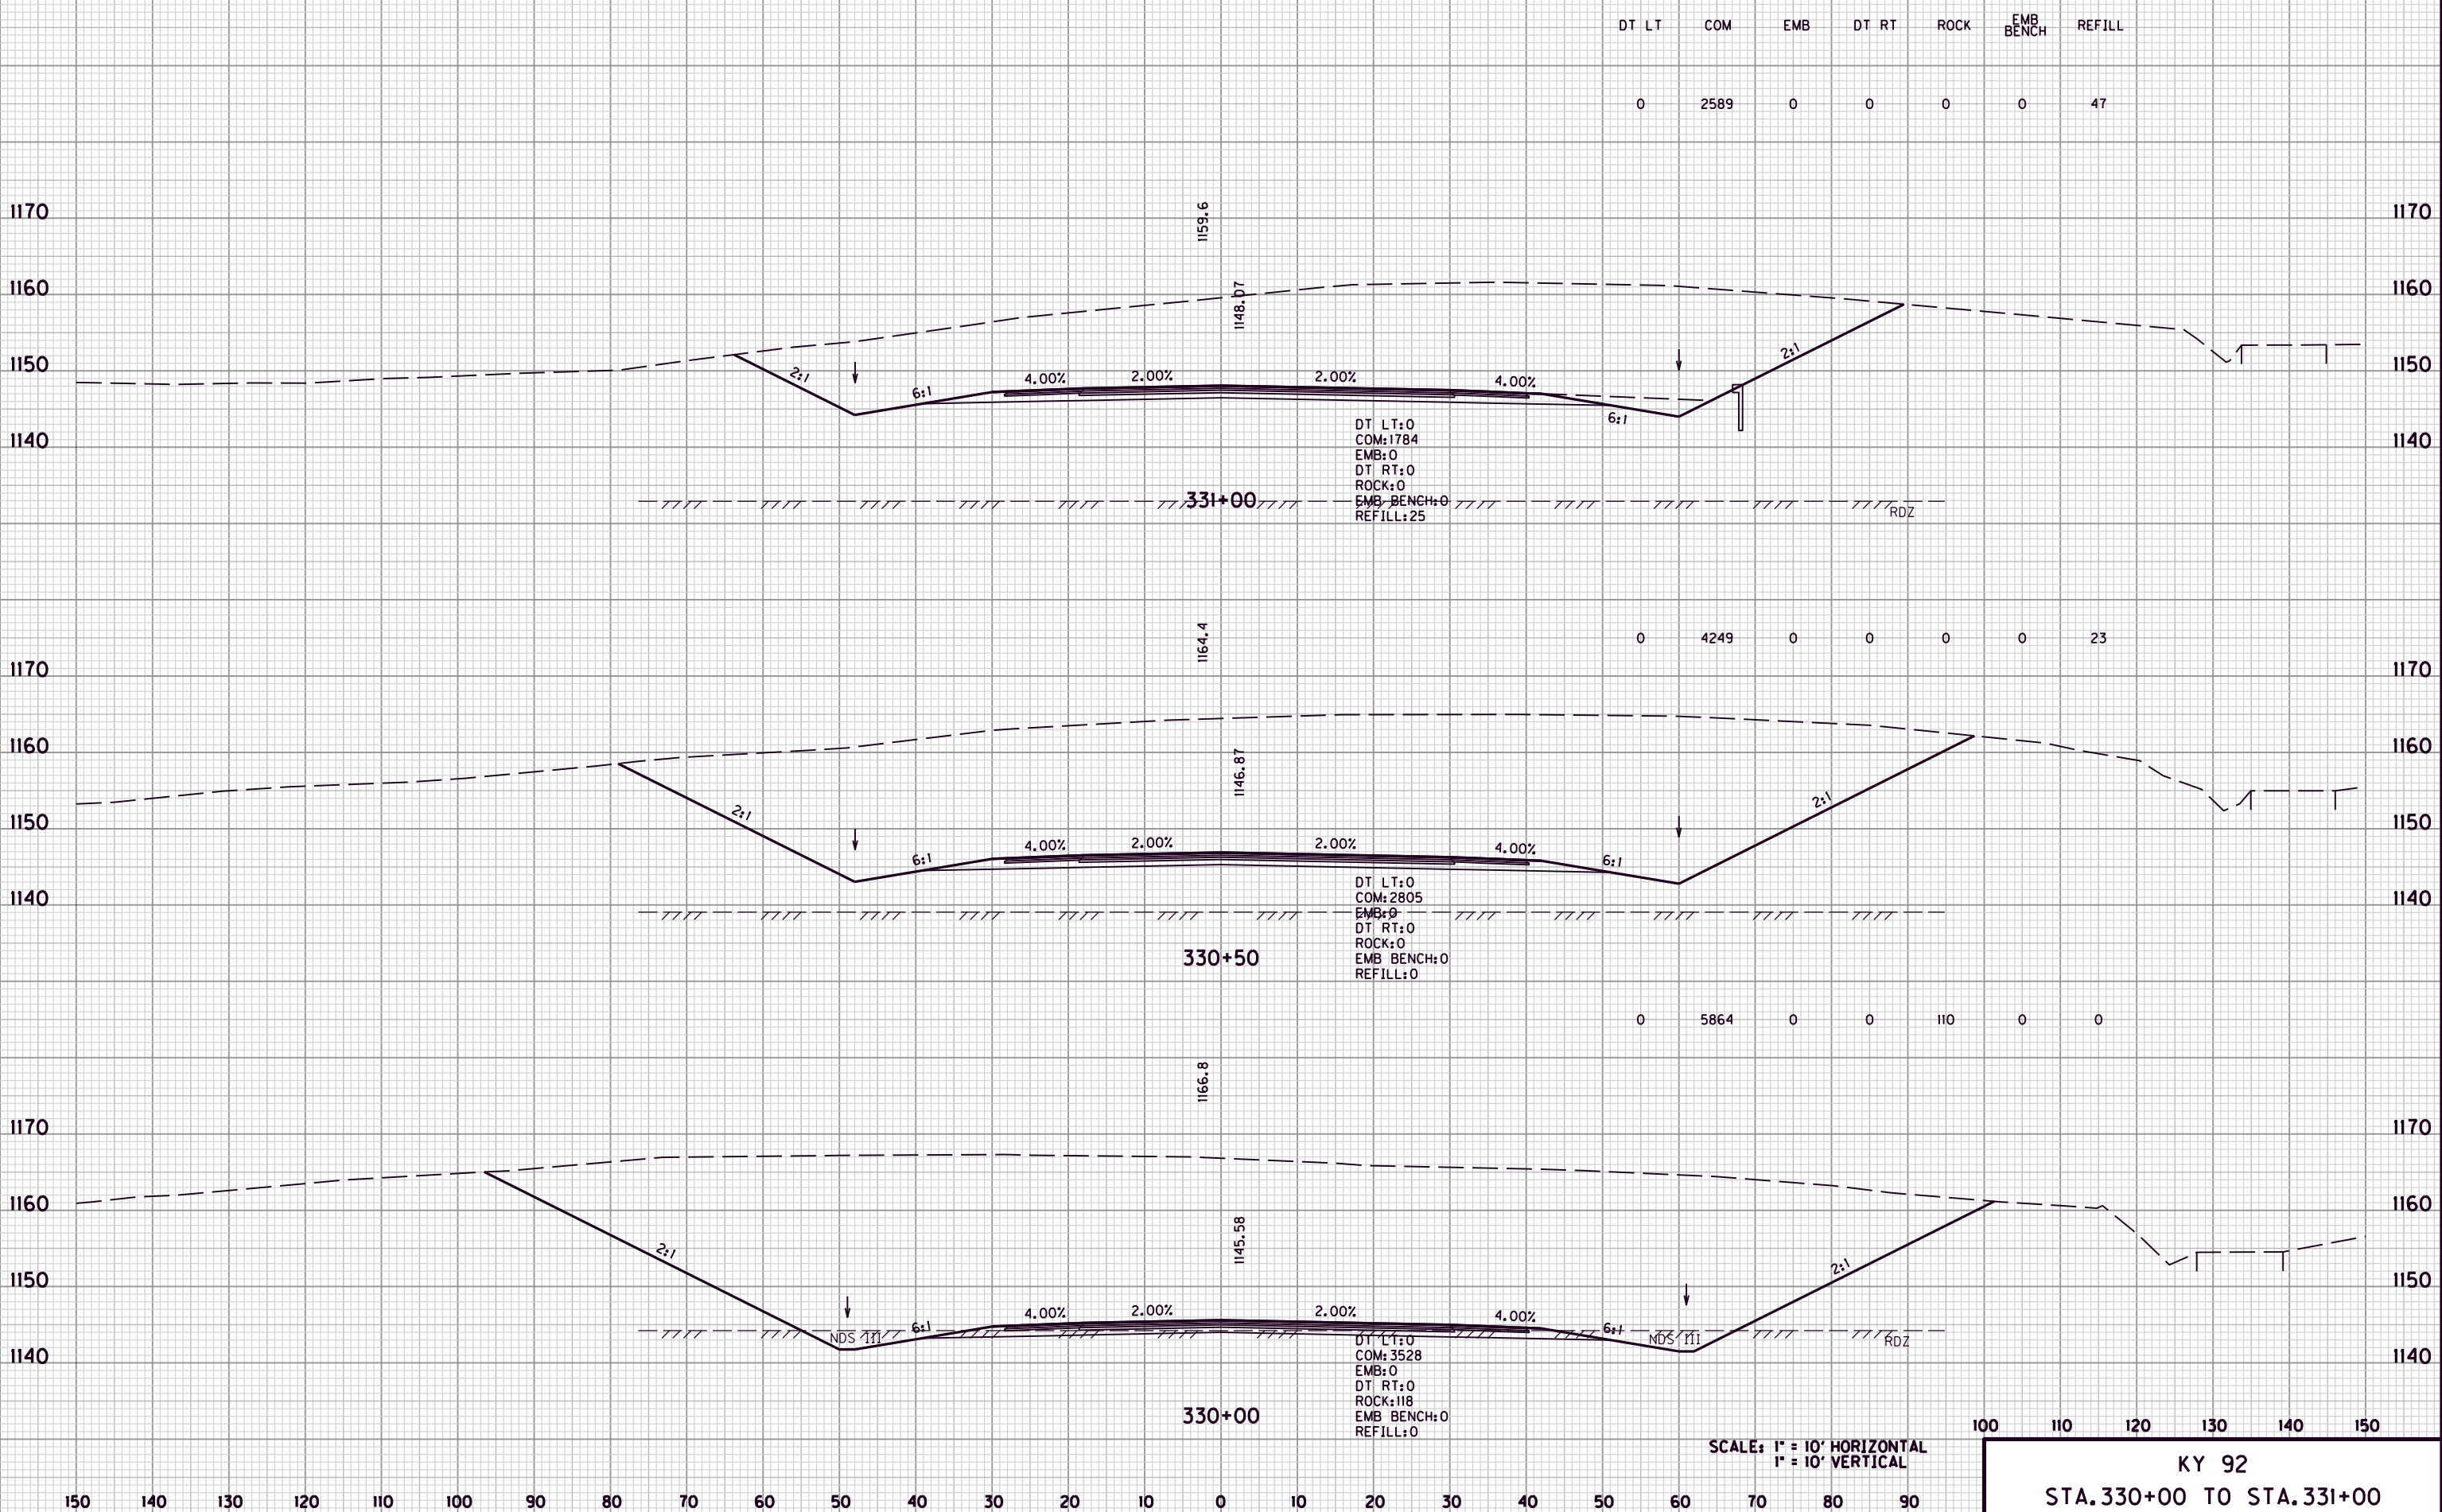 DT LT COM EMB DT RT ROCK EMB BENCH REFILL
0 2589 0 0 0 0 47
1159.6
1170 1170
1148.07
1160 1160
1150 1150
2:1 6:1 4.00% 2.00% 2.00% 4.00% 6:1 2:1
1140 1140
DT LT:0
COM:1784
EMB:0
DT RT:0
ROCK:0
EMB BENCH:0
REFILL:25
331+00
RDZ
0 4249 0 0 0 0 23
1164.4
1170 1170
1146.87
1160 1160
1150 1150
2:1 6:1 4.00% 2.00% 2.00% 4.00% 6:1 2:1
1140 1140
DT LT:0
COM:2805
EMB:0
DT RT:0
ROCK:0
EMB BENCH:0
REFILL:0
330+50
0 5864 0 0 110 0 0
1166.8
1170 1170
1160 1160
1145.58
1150 1150
2:1 6:1 4.00% 2.00% 2.00% 4.00% 6:1 2:1
NDS III NDS III RDZ
1140 1140
DT LT:0
COM:3528
EMB:0
DT RT:0
ROCK:118
EMB BENCH:0
REFILL:0
330+00
100 110 120 130 140 150
SCALE: 1" = 10' HORIZONTAL
1" = 10' VERTICAL
KY 92
STA.330+00 TO STA.331+00
150 140 130 120 110 100 90 80 70 60 50 40 30 20 10 0 10 20 30 40 50 60 70 80 90